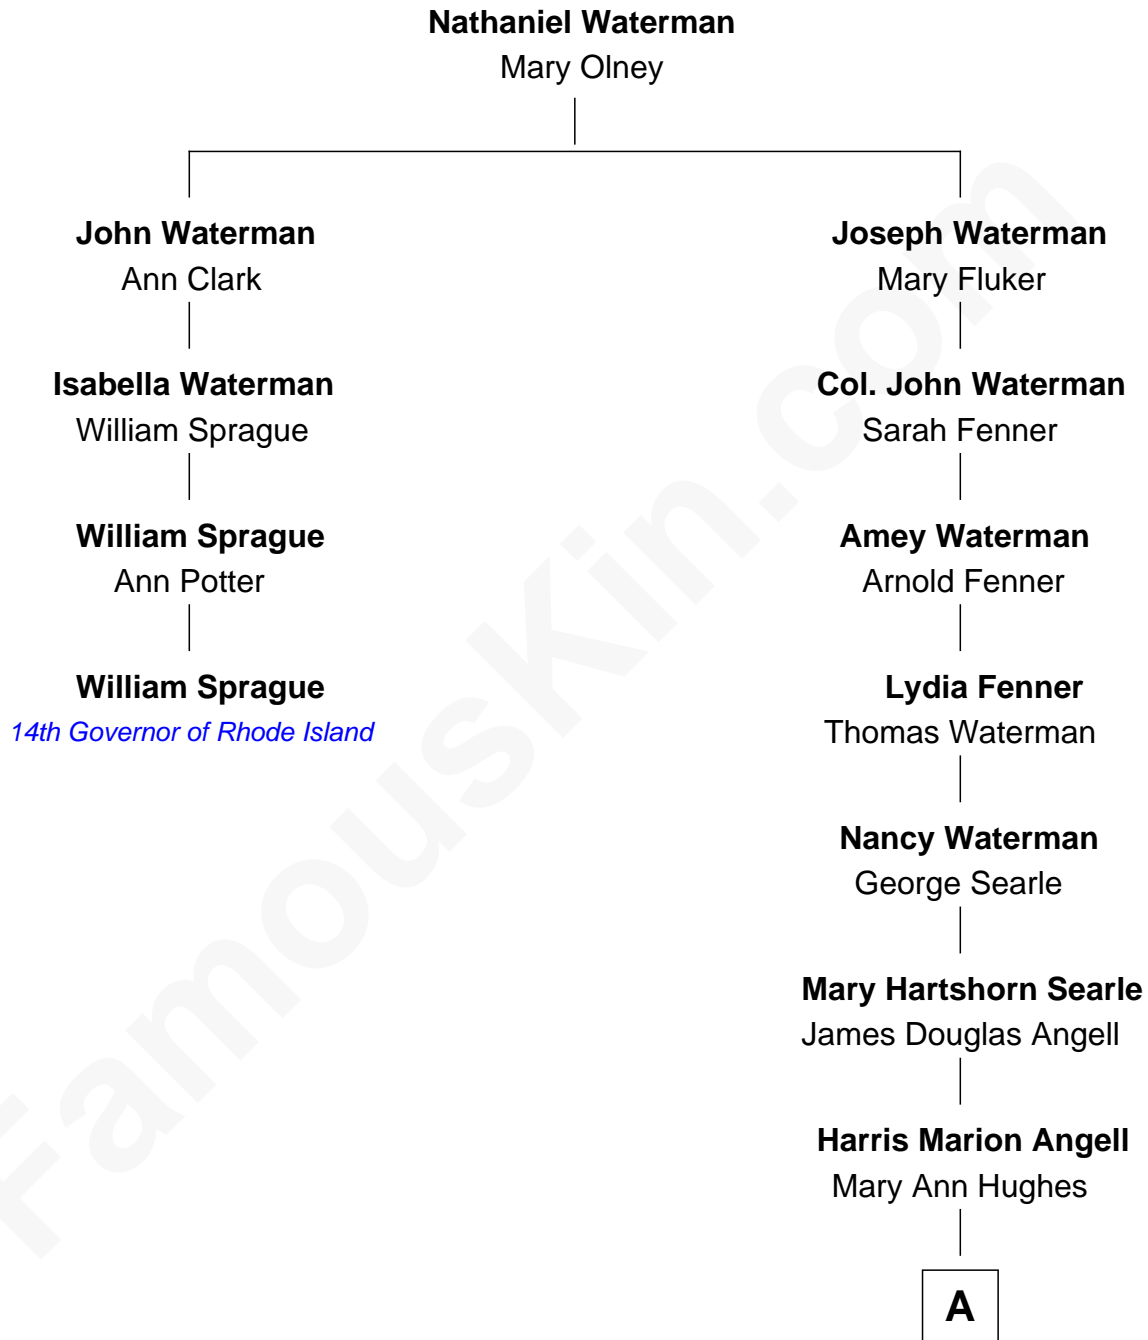 Nathaniel Waterman
Mary Olney
John Waterman
Ann Clark
Isabella Waterman
William Sprague
William Sprague
Ann Potter
William Sprague
14th Governor of Rhode Island
Joseph Waterman
Mary Fluker
Col. John Waterman
Sarah Fenner
Amey Waterman
Arnold Fenner
Lydia Fenner
Thomas Waterman
Nancy Waterman
George Searle
Mary Hartshorn Searle
James Douglas Angell
Harris Marion Angell
Mary Ann Hughes
A
FamousKin.com